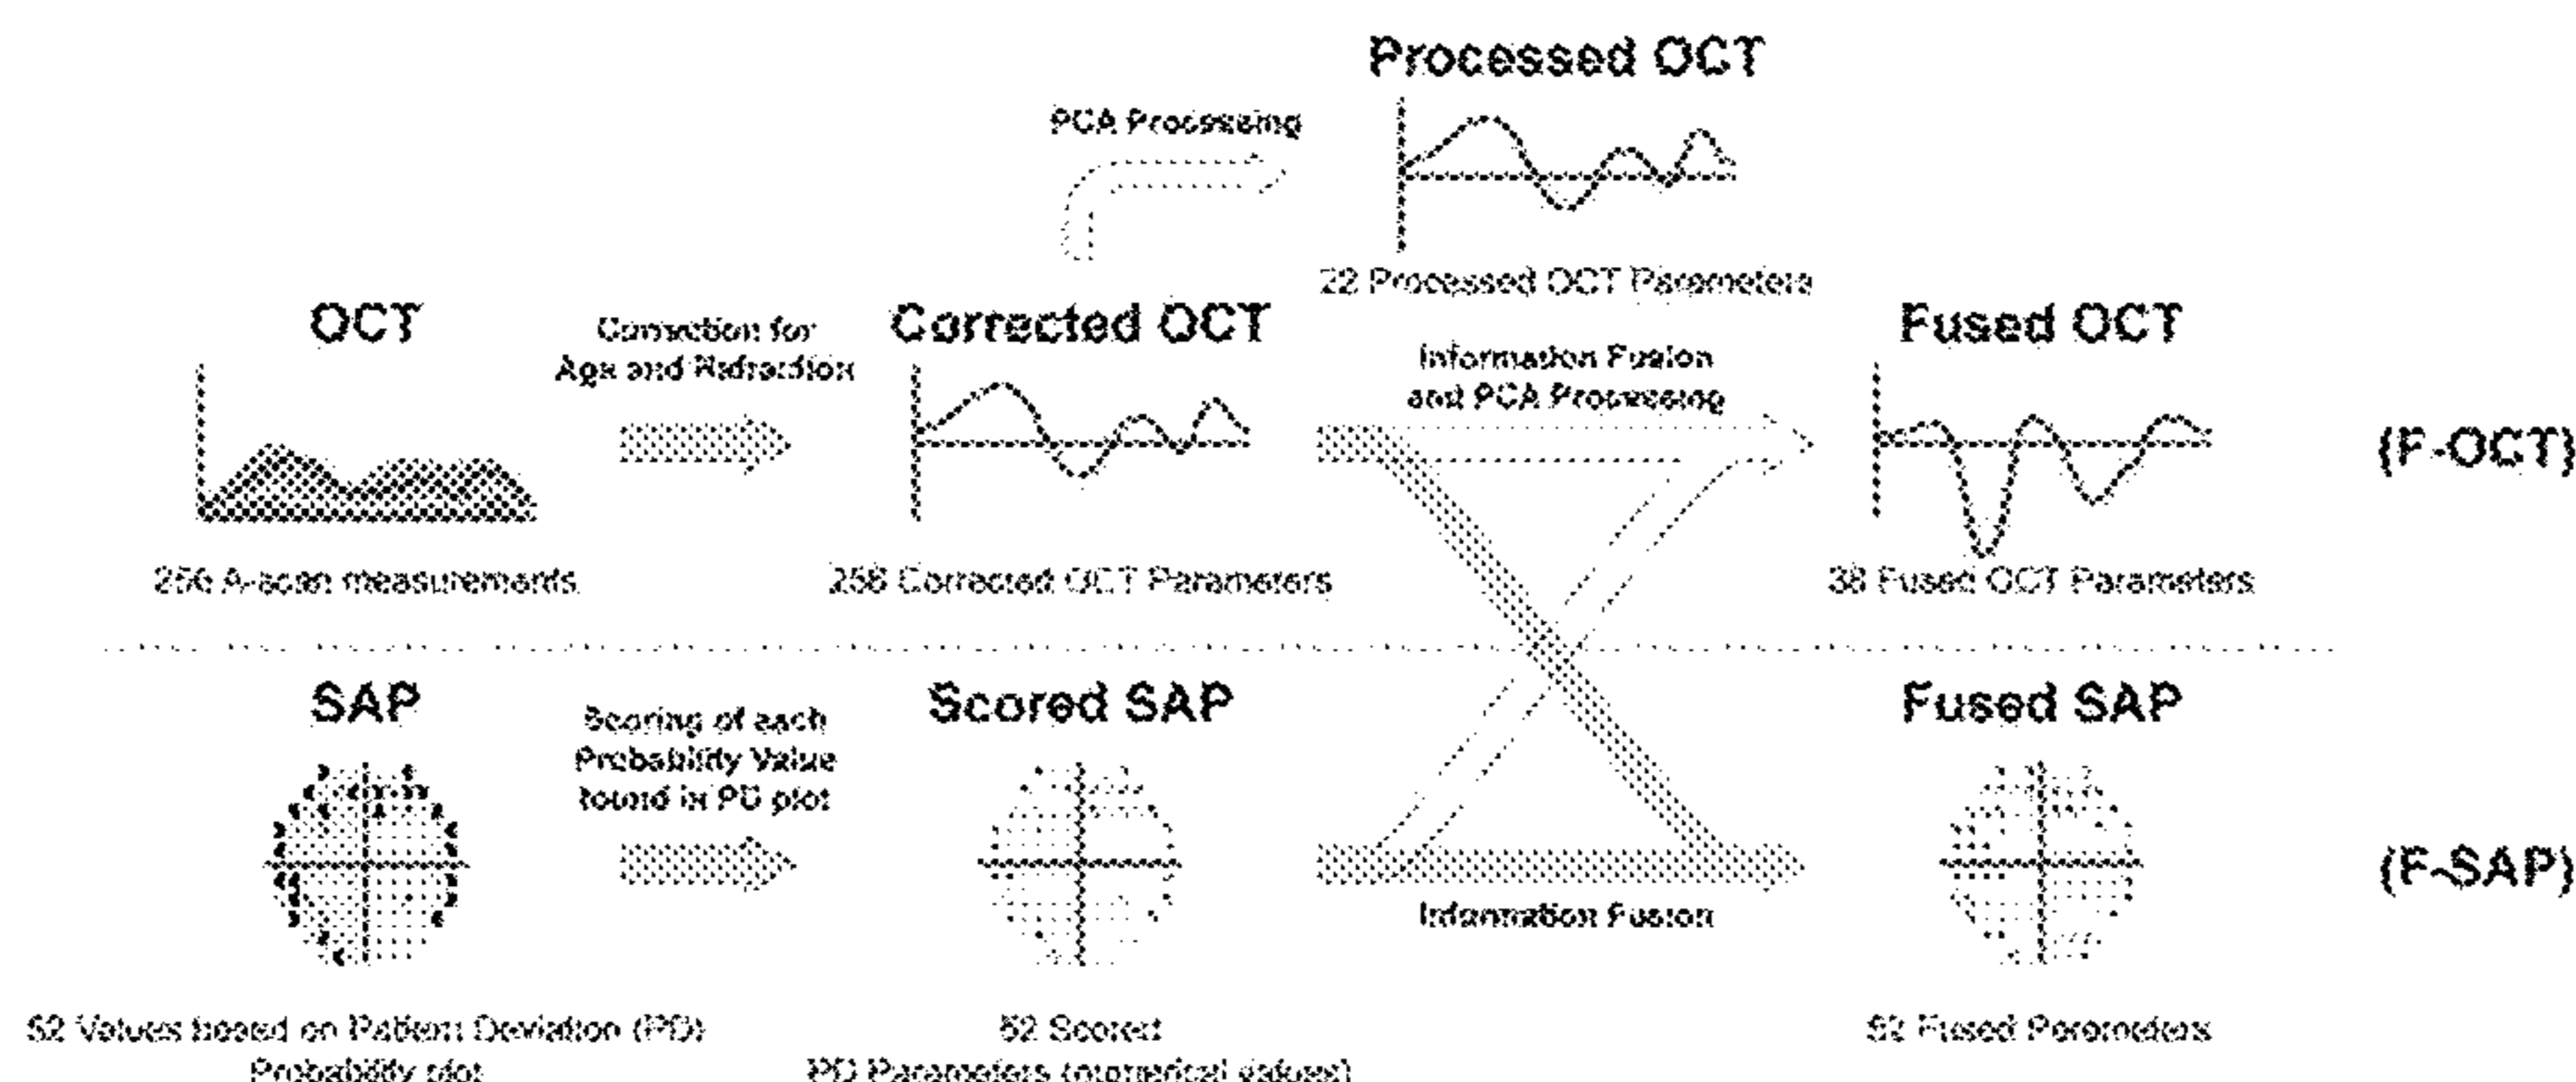 Processed OCT
PCA Processing
22 Processed OCT Parameters
OCT
Correction for
Age and Refraction
Corrected OCT
Information Fusion
and PCA Processing
Fused OCT
(F-OCT)
256 A-scan measurements
256 Corrected OCT Parameters
38 Fused OCT Parameters
SAP
Scoring of each
Probability Value
found in PD plot
Scored SAP
Fused SAP
(F-SAP)
Information Fusion
52 Values based on Pattern Deviation (PD)
Probability plot
52 Scored
PD Parameters (numerical values)
52 Fused Parameters